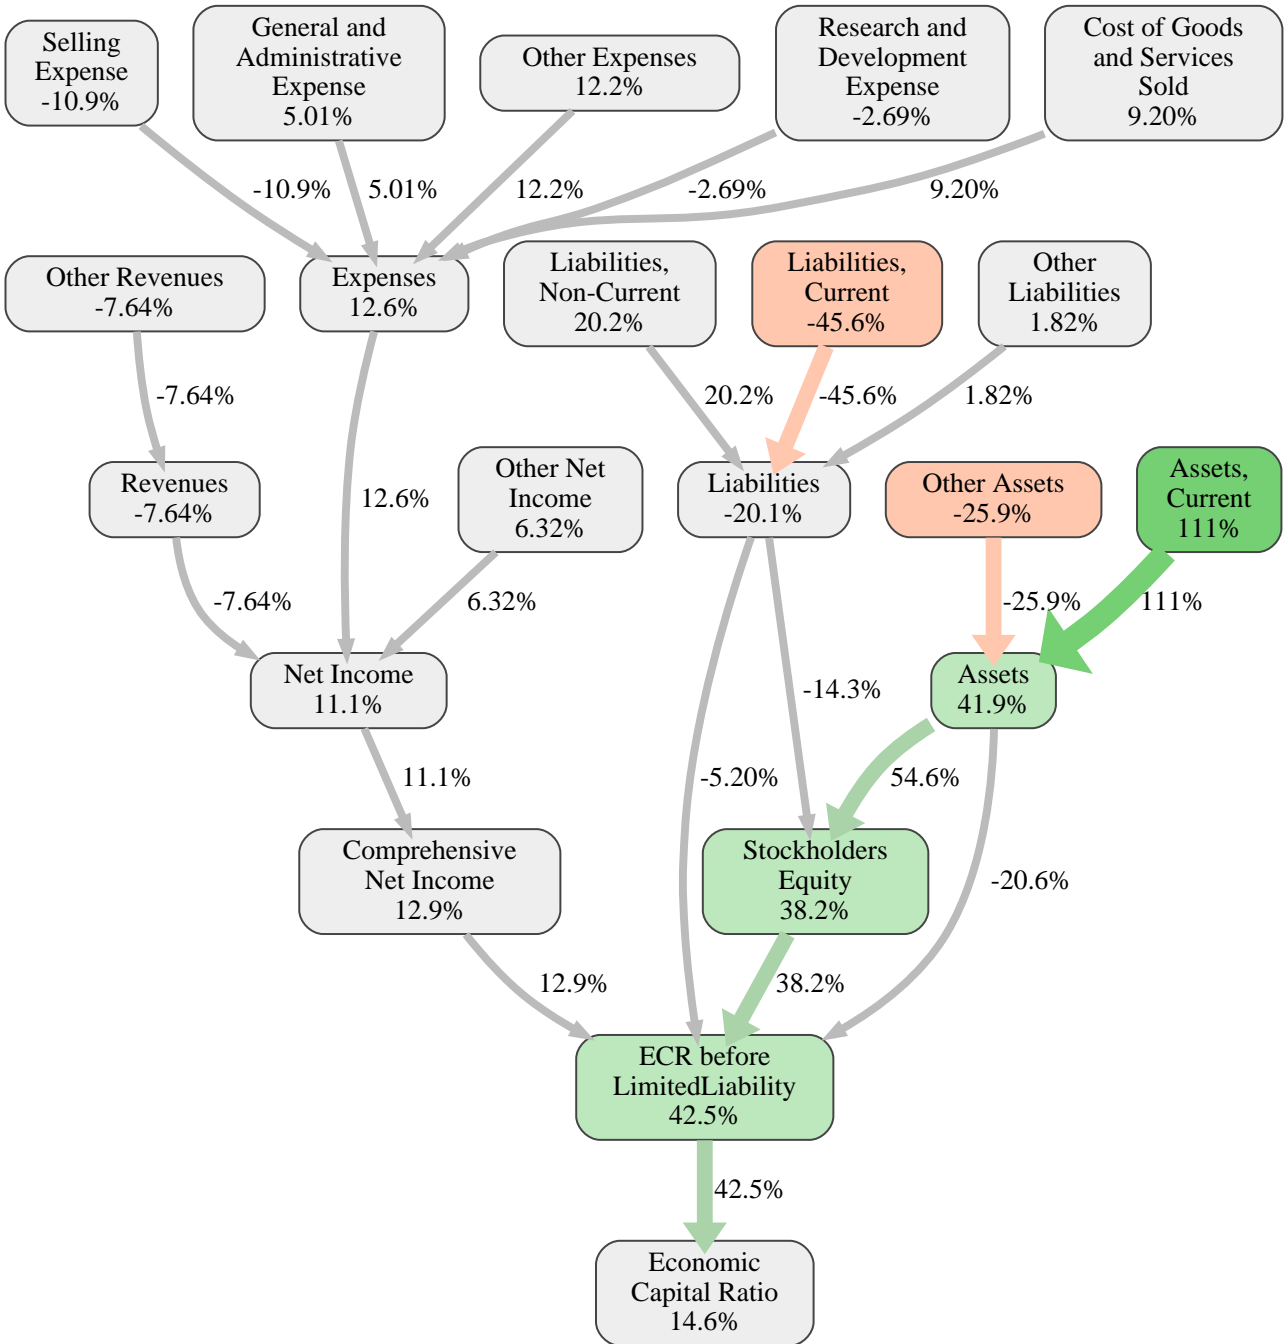 Selling
Expense
-10.9%
General and
Administrative
Expense
5.01%
Other Expenses
12.2%
Research and
Development
Expense
-2.69%
Cost of Goods
and Services
Sold
9.20%
-10.9%
5.01%
12.2%
-2.69%
9.20%
Other Revenues
-7.64%
Expenses
12.6%
Liabilities,
Non-Current
20.2%
Liabilities,
Current
-45.6%
Other
Liabilities
1.82%
-7.64%
20.2%
-45.6%
1.82%
Revenues
-7.64%
12.6%
Other Net
Income
6.32%
Liabilities
-20.1%
Other Assets
-25.9%
Assets,
Current
111%
-7.64%
6.32%
-25.9%
111%
Net Income
11.1%
-14.3%
Assets
41.9%
11.1%
-5.20%
54.6%
Comprehensive
Net Income
12.9%
Stockholders
Equity
38.2%
-20.6%
12.9%
38.2%
ECR before
LimitedLiability
42.5%
42.5%
Economic
Capital Ratio
14.6%